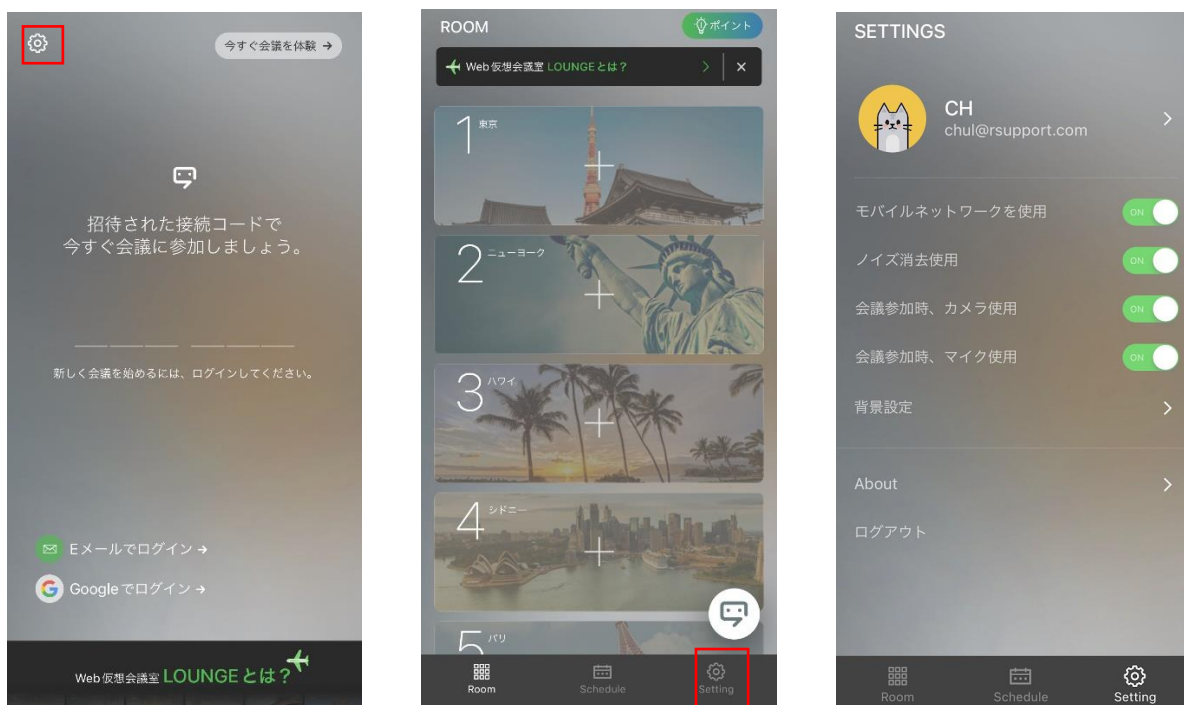 今すぐ会議を体験 →
招待された接続コードで
今すぐ会議に参加しましょう。
新しく会議を始めるには、ログインしてください。
Eメールでログイン →
Googleでログイン →
Web仮想会議室 LOUNGEとは?
ROOM
ポイント
Web仮想会議室 LOUNGEとは?
1 東京
2 ニューヨーク
3 ハワイ
4 シドニー
5 パリ
Room Schedule Setting
SETTINGS
CH
chul@rsupport.com
モバイルネットワークを使用 ON
ノイズ消去使用 ON
会議参加時、カメラ使用 ON
会議参加時、マイク使用 ON
背景設定
About
ログアウト
Room Schedule Setting